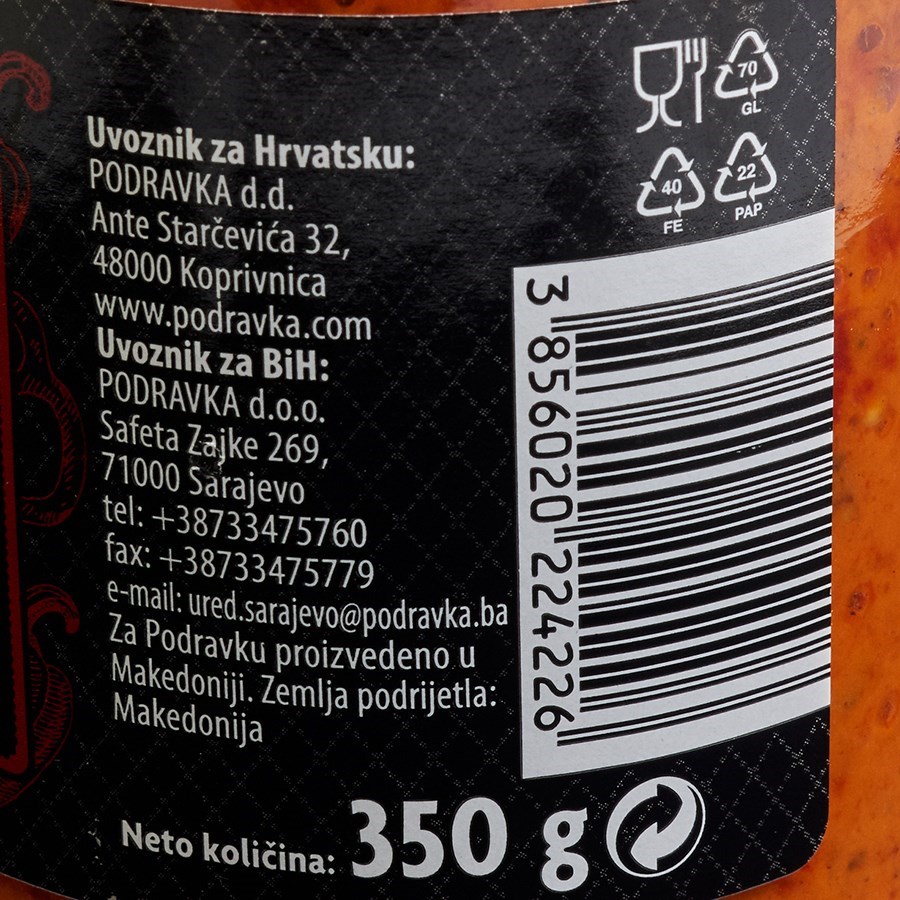 Uvoznik za Hrvatsku:
PODRAVKA d.d.
Ante Starčevića 32,
48000 Koprivnica
www.podravka.com
Uvoznik za BiH:
PODRAVKA d.o.o.
Safeta Zajke 269,
71000 Sarajevo
tel: +38733475760
fax: +38733475779
e-mail: ured.sarajevo@podravka.ba
Za Podravku proizvedeno u
Makedoniji. Zemlja podrijetla:
Makedonija
Neto količina: 350 g
70
GL
40
FE
22
PAP
3 856020 224226